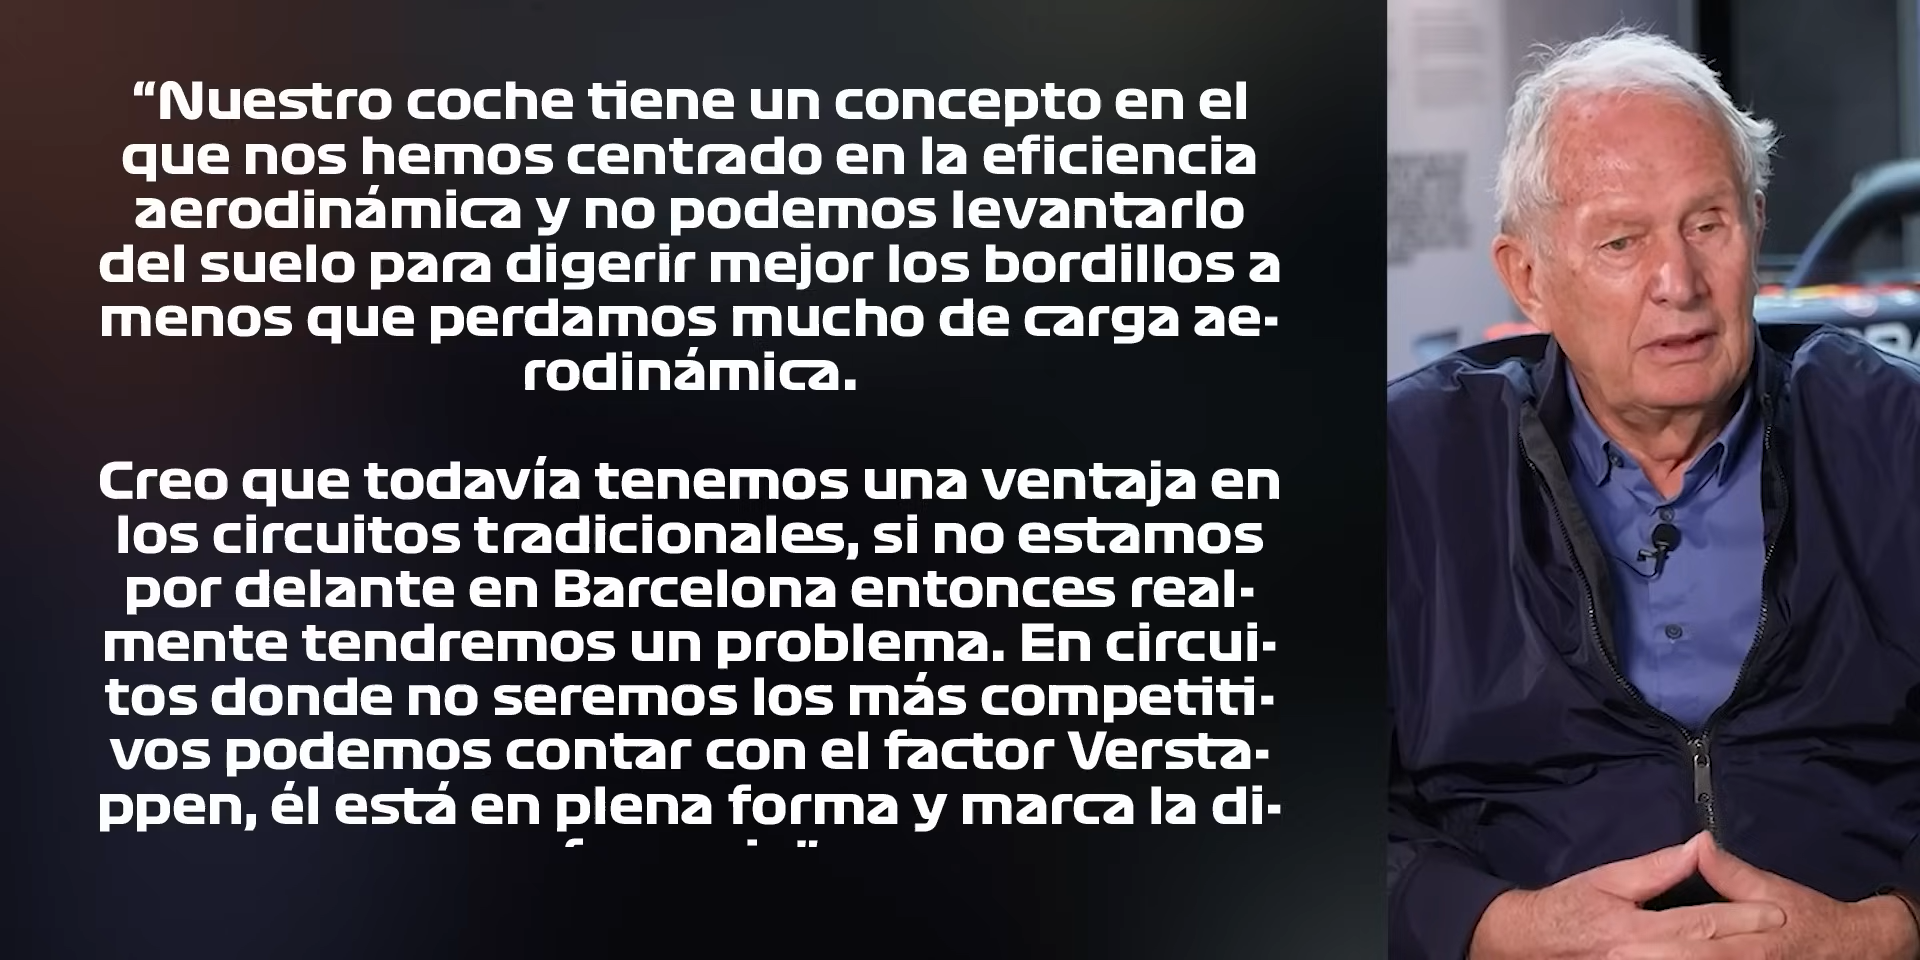 “Nuestro coche tiene un concepto en el
que nos hemos centrado en la eficiencia
aerodinámica y no podemos levantarlo
del suelo para digerir mejor los bordillos a
menos que perdamos mucho de carga ae-
rodinámica.
Creo que todavía tenemos una ventaja en
los circuitos tradicionales, si no estamos
por delante en Barcelona entonces real-
mente tendremos un problema. En circui-
tos donde no seremos los más competiti-
vos podemos contar con el factor Versta-
ppen, él está en plena forma y marca la di-